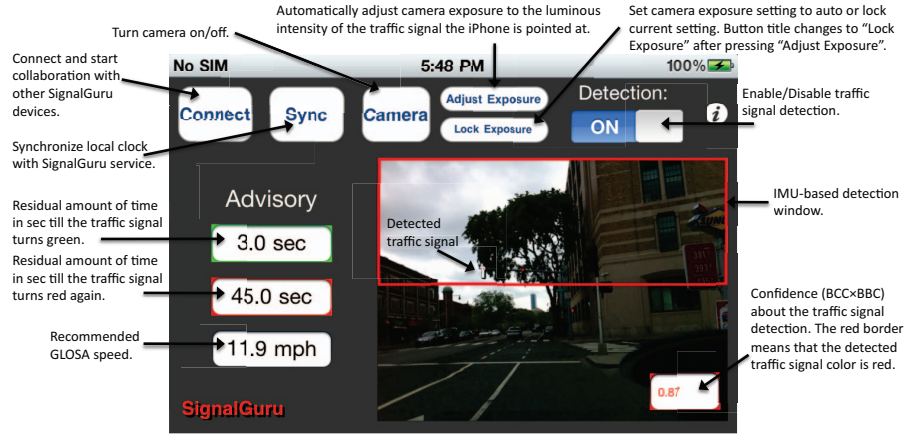 Automatically adjust camera exposure to the luminous
intensity of the traffic signal the iPhone is pointed at.
Set camera exposure setting to auto or lock
current setting. Button title changes to “Lock
Exposure” after pressing “Adjust Exposure”.
Turn camera on/off.
Connect and start
collaboration with
other SignalGuru
devices.
Synchronize local clock
with SignalGuru service.
Residual amount of time
in sec till the traffic signal
turns green.
Residual amount of time
in sec till the traffic signal
turns red again.
Recommended
GLOSA speed.
No SIM
5:48 PM
100%
Connect
Sync
Camera
Adjust Exposure
Lock Exposure
Detection:
ON
i
Advisory
3.0 sec
45.0 sec
11.9 mph
SignalGuru
Detected
traffic signal
0.87
Enable/Disable traffic
signal detection.
IMU-based detection
window.
Confidence (BCC×BBC)
about the traffic signal
detection. The red border
means that the detected
traffic signal color is red.